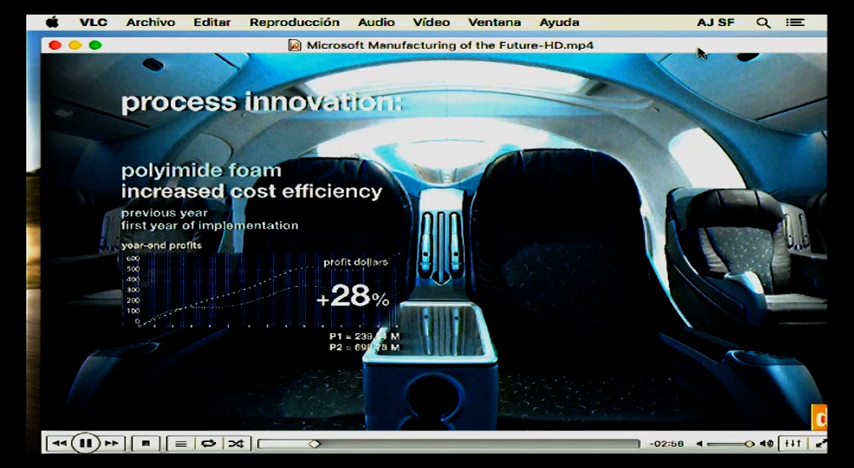 VLC Archivo Editar Reproducción Audio Vídeo Ventana Ayuda AJ SF
Microsoft Manufacturing of the Future-HD.mp4
process innovation:
polyimide foam
increased cost efficiency
previous year
first year of implementation
year-end profits
profit dollars
600
500
400
300
200
100
0
+28%
P1 = M
P2 = M
-02:58